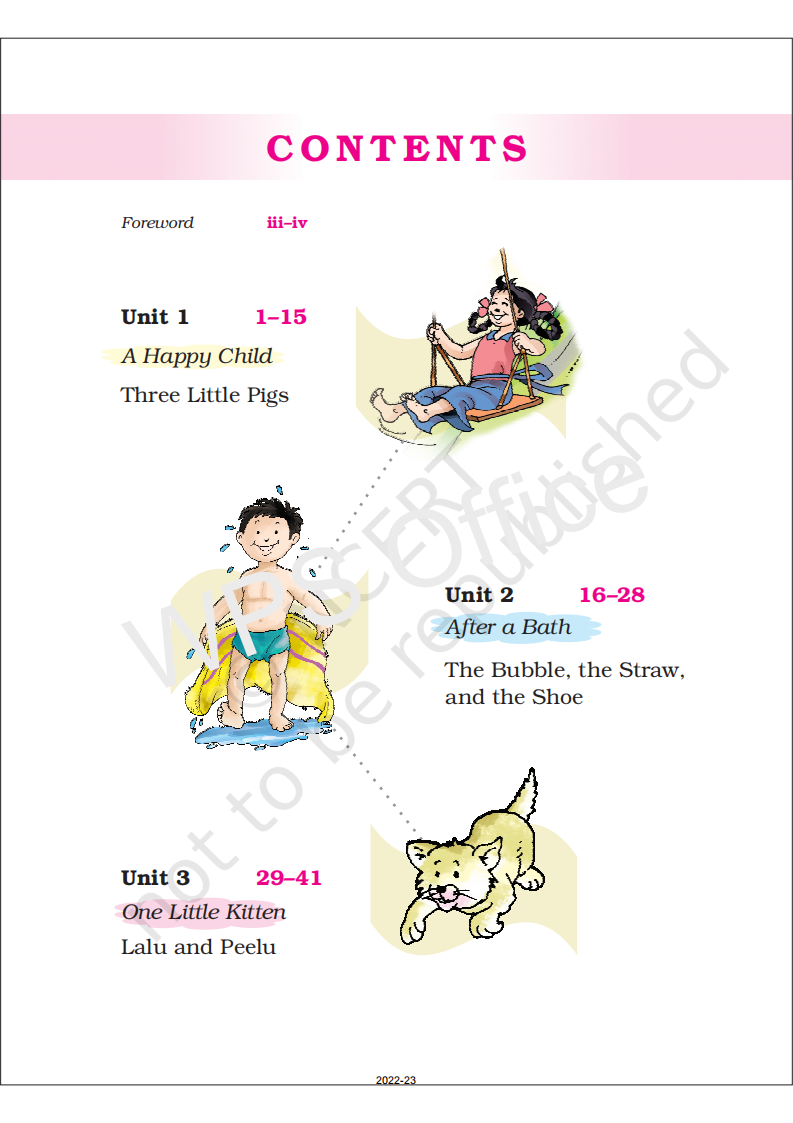 CONTENTS
Foreword iii–iv
Unit 1 1–15
A Happy Child
Three Little Pigs
Unit 2 16–28
After a Bath
The Bubble, the Straw,
and the Shoe
Unit 3 29–41
One Little Kitten
Lalu and Peelu
WPS Office
© NCERT
not to be republished
2022-23